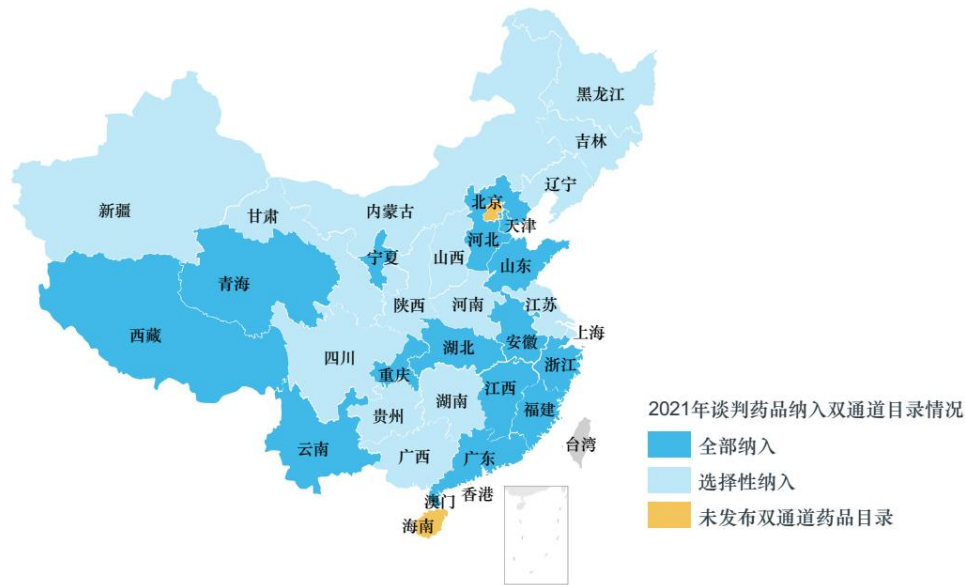 黑龙江
吉林
辽宁
新疆
甘肃
内蒙古
北京
天津
河北
宁夏
山西
山东
青海
陕西
河南
江苏
西藏
上海
四川
湖北
安徽
浙江
重庆
江西
湖南
贵州
福建
云南
广西
广东
台湾
香港
澳门
海南
2021年谈判药品纳入双通道目录情况
全部纳入
选择性纳入
未发布双通道药品目录